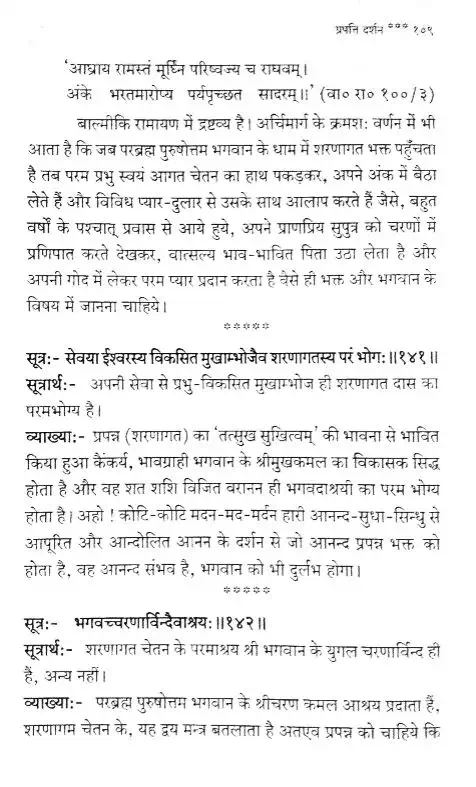 प्रपत्ति दर्शन *** १०९
'आघ्राय रामस्तं मूर्ध्नि परिष्वज्य च राघवम्।
अंके भरतमारोप्य पर्यपृच्छत सादरम्॥' (वा० रा० १००/३)
बाल्मीकि रामायण में द्रष्टव्य है। अर्चिमार्ग के क्रमशः वर्णन में भी
आता है कि जब परब्रह्म पुरुषोत्तम भगवान के धाम में शरणागत भक्त पहुँचता
है तब परम प्रभु स्वयं आगत चेतन का हाथ पकड़कर, अपने अंक में बैठा
लेते हैं और विविध प्यार-दुलार से उसके साथ आलाप करते हैं जैसे, बहुत
वर्षों के पश्चात् प्रवास से आये हुये, अपने प्राणप्रिय सुपुत्र को चरणों में
प्रणिपात करते देखकर, वात्सल्य भाव-भावित पिता उठा लेता है और
अपनी गोद में लेकर परम प्यार प्रदान करता है वैसे ही भक्त और भगवान के
विषय में जानना चाहिये।
*****
सूत्र:- सेवया ईश्वरस्य विकसित मुखाम्भोजैव शरणागतस्य परं भोगः॥१४१॥
सूत्रार्थ:- अपनी सेवा से प्रभु-विकसित मुखाम्भोज ही शरणागत दास का
परमभोग्य है।
व्याख्या:- प्रपन्न (शरणागत) का 'तत्सुख सुखित्वम्' की भावना से भावित
किया हुआ कैंकर्य, भावग्राही भगवान के श्रीमुखकमल का विकासक सिद्ध
होता है और वह शत शशि विजित वरानन ही भगवदाश्रयी का परम भोग्य
होता है। अहो ! कोटि-कोटि मदन-मद-मर्दन हारी आनन्द-सुधा-सिन्धु से
आपूरित और आन्दोलित आनन के दर्शन से जो आनन्द प्रपन्न भक्त को
होता है, वह आनन्द संभव है, भगवान को भी दुर्लभ होगा।
*****
सूत्र:- भगवच्चरणार्विन्दैवाश्रयः॥१४२॥
सूत्रार्थ:- शरणागत चेतन के परमाश्रय श्री भगवान के युगल चरणार्विन्द ही
हैं, अन्य नहीं।
व्याख्या:- परब्रह्म पुरुषोत्तम भगवान के श्रीचरण कमल आश्रय प्रदाता हैं,
शरणागम चेतन के, यह द्वय मन्त्र बतलाता है अतएव प्रपन्न को चाहिये कि